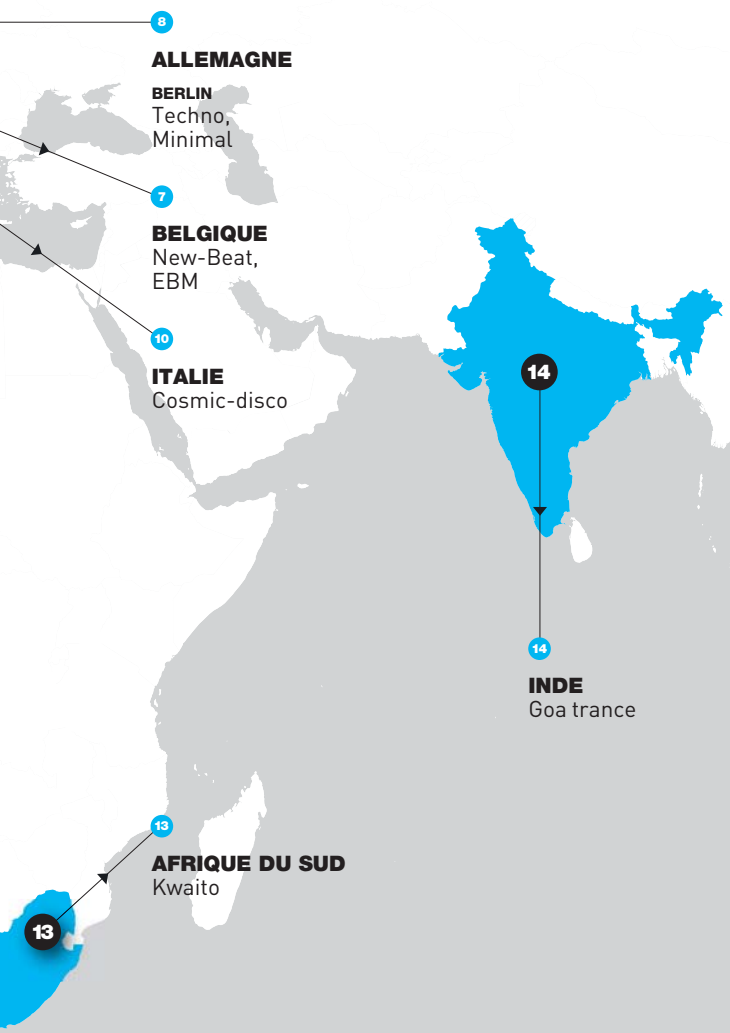 8
ALLEMAGNE
BERLIN
Techno,
Minimal
7
BELGIQUE
New-Beat,
EBM
10
ITALIE
Cosmic-disco
14
14
INDE
Goa trance
13
AFRIQUE DU SUD
Kwaito
13